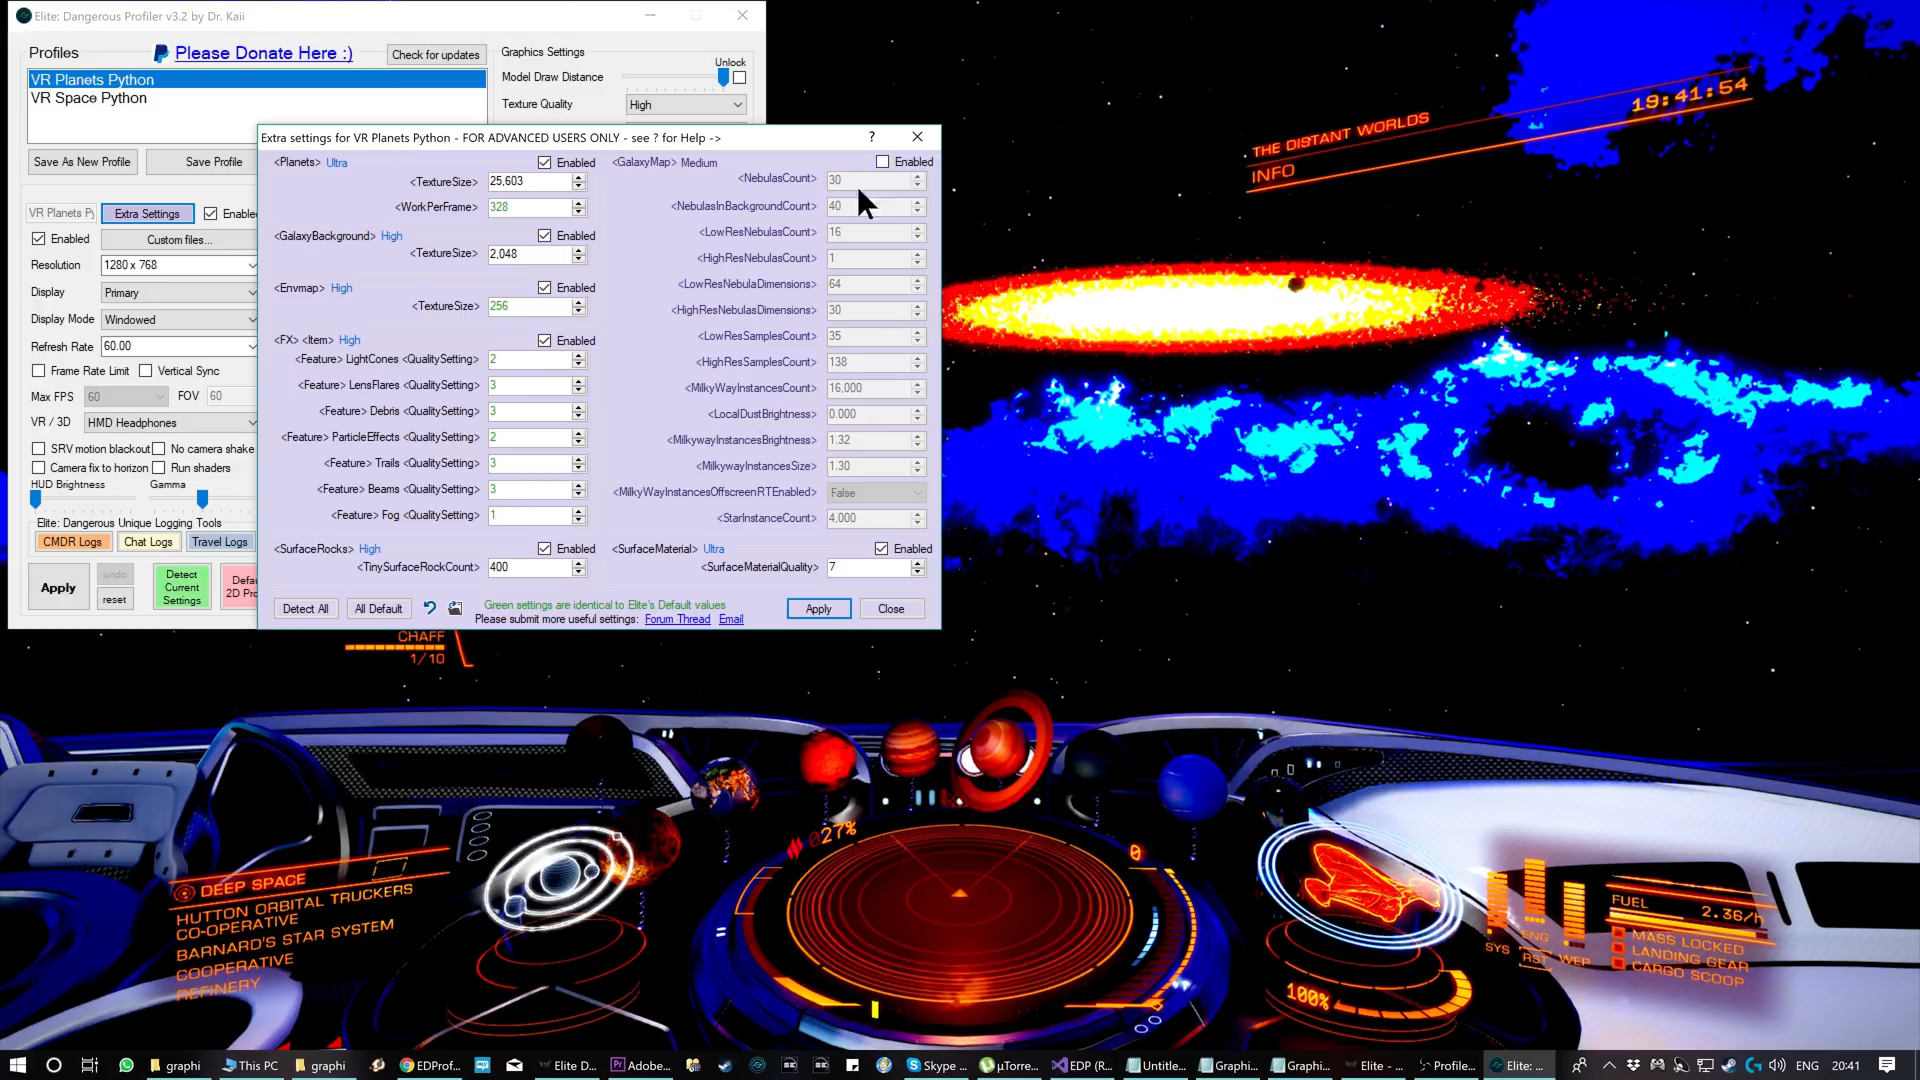 Elite: Dangerous Profiler v3.2 by Dr. Kaii
Profiles
Please Donate Here :)
Check for updates
VR Planets Python
VR Space Python
Save As New Profile
Save Profile
Graphics Settings
Unlock
Model Draw Distance
Texture Quality
High
VR Planets Py
Extra Settings
Enable
Enabled
Custom files...
Resolution
1280 x 768
Display
Primary
Display Mode
Windowed
Refresh Rate
60.00
Frame Rate Limit
Vertical Sync
Max FPS
60
FOV
60
VR / 3D
HMD Headphones
SRV motion blackout
No camera shake
Camera fix to horizon
Run shaders
HUD Brightness
Gamma
Elite: Dangerous Unique Logging Tools
CMDR Logs
Chat Logs
Travel Logs
Apply
undo
reset
Detect
Current
Settings
Defau
2D Pro
Extra settings for VR Planets Python - FOR ADVANCED USERS ONLY - see ? for Help ->
?
<Planets> Ultra
Enabled
<TextureSize>
25,603
<WorkPerFrame>
328
<GalaxyBackground> High
Enabled
<TextureSize>
2,048
<Envmap> High
Enabled
<TextureSize>
256
<FX> <Item> High
Enabled
<Feature> LightCones <QualitySetting>
2
<Feature> LensFlares <QualitySetting>
3
<Feature> Debris <QualitySetting>
3
<Feature> ParticleEffects <QualitySetting>
2
<Feature> Trails <QualitySetting>
3
<Feature> Beams <QualitySetting>
3
<Feature> Fog <QualitySetting>
1
<SurfaceRocks> High
Enabled
<TinySurfaceRockCount>
400
<GalaxyMap> Medium
Enabled
<NebulasCount>
30
<NebulasInBackgroundCount>
40
<LowResNebulasCount>
16
<HighResNebulasCount>
1
<LowResNebulaDimensions>
64
<HighResNebulasDimensions>
30
<LowResSamplesCount>
35
<HighResSamplesCount>
138
<MilkyWayInstancesCount>
16,000
<LocalDustBrightness>
0.000
<MilkywayInstancesBrightness>
1.32
<MilkywayInstancesSize>
1.30
<MilkyWayInstancesOffscreenRTEnabled>
False
<StarInstanceCount>
4,000
<SurfaceMaterial> Ultra
Enabled
<SurfaceMaterialQuality>
7
Detect All
All Default
Green settings are identical to Elite's Default values
Please submit more useful settings: Forum Thread Email
Apply
Close
THE DISTANT WORLDS
19:41:54
INFO
CHAFF
1/10
027%
0
DEEP SPACE
HUTTON ORBITAL TRUCKERS
CO-OPERATIVE
BARNARD'S STAR SYSTEM
COOPERATIVE
REFINERY
100%
SYS
ENG
RST
WEP
FUEL
2.36/h
MASS LOCKED
LANDING GEAR
CARGO SCOOP
graphi
This PC
graphi
EDProf...
Elite D...
Adobe...
Skype ...
µTorre...
EDP (R...
Untitle...
Graphi...
Graphi...
Elite - ...
Profile...
Elite: ...
ENG
20:41